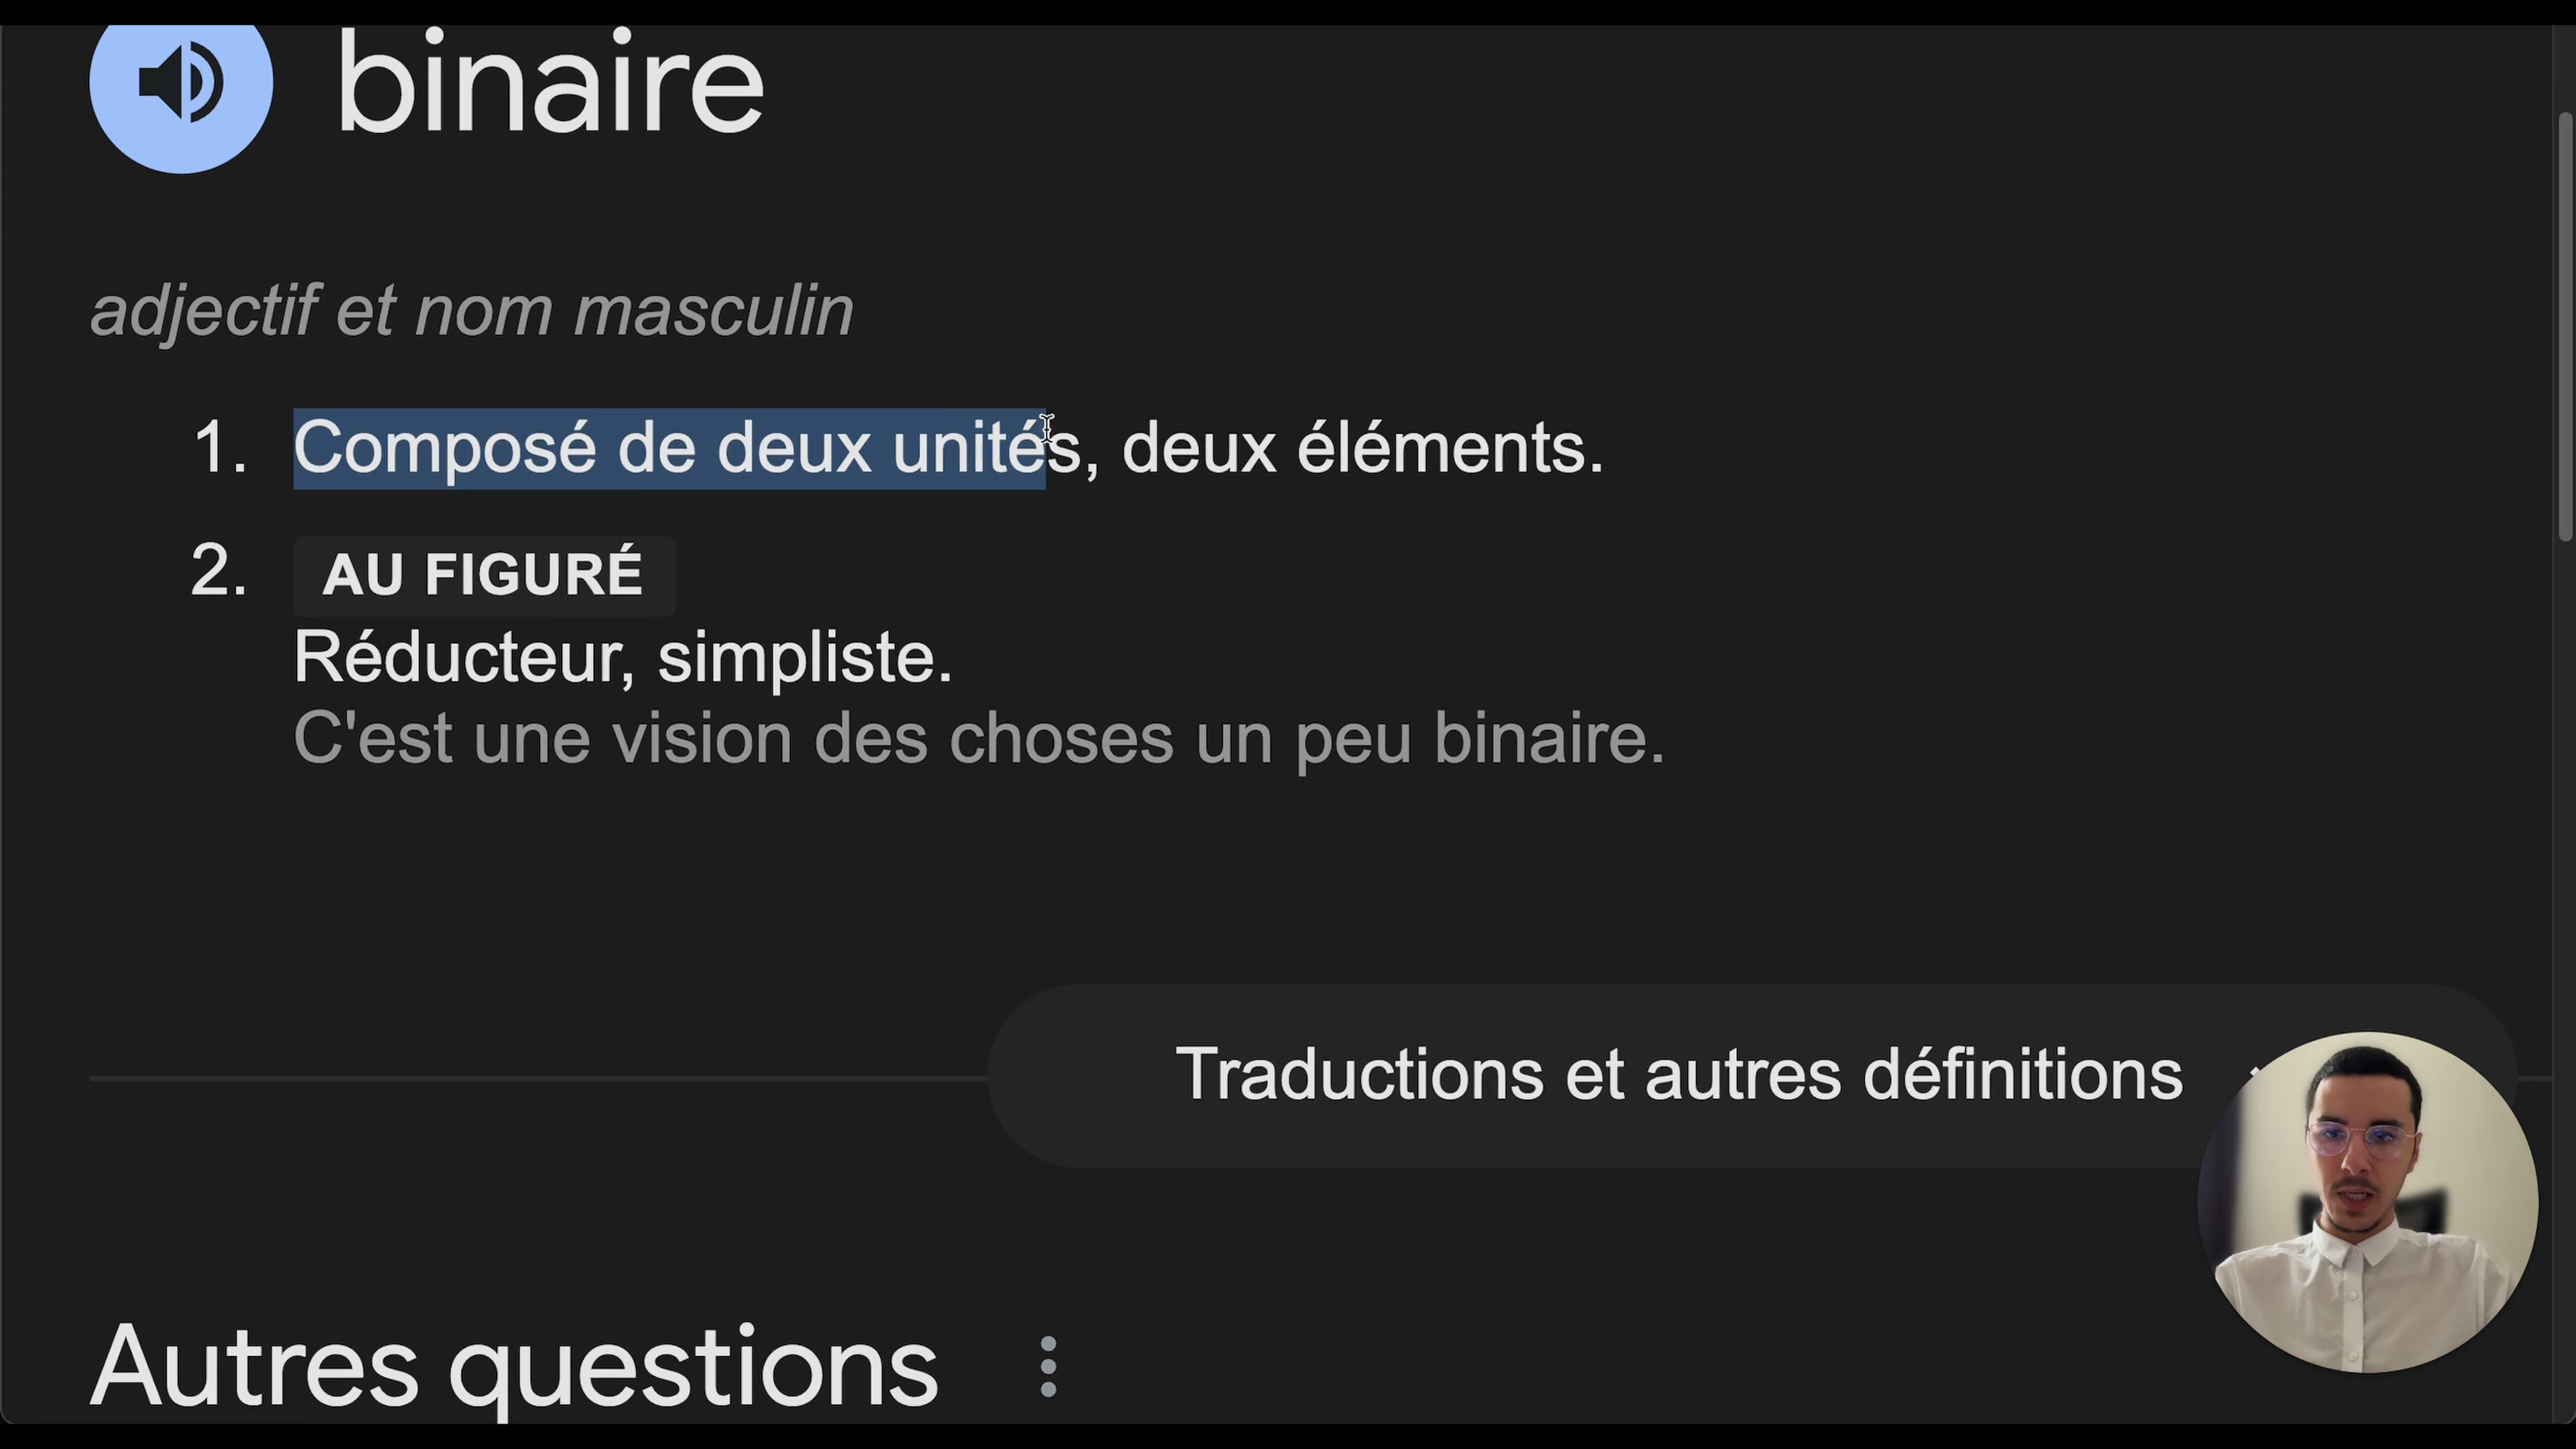 binaire
adjectif et nom masculin
1. Composé de deux unités, deux éléments.
2. AU FIGURÉ
Réducteur, simpliste.
C'est une vision des choses un peu binaire.
Traductions et autres définitions
Autres questions